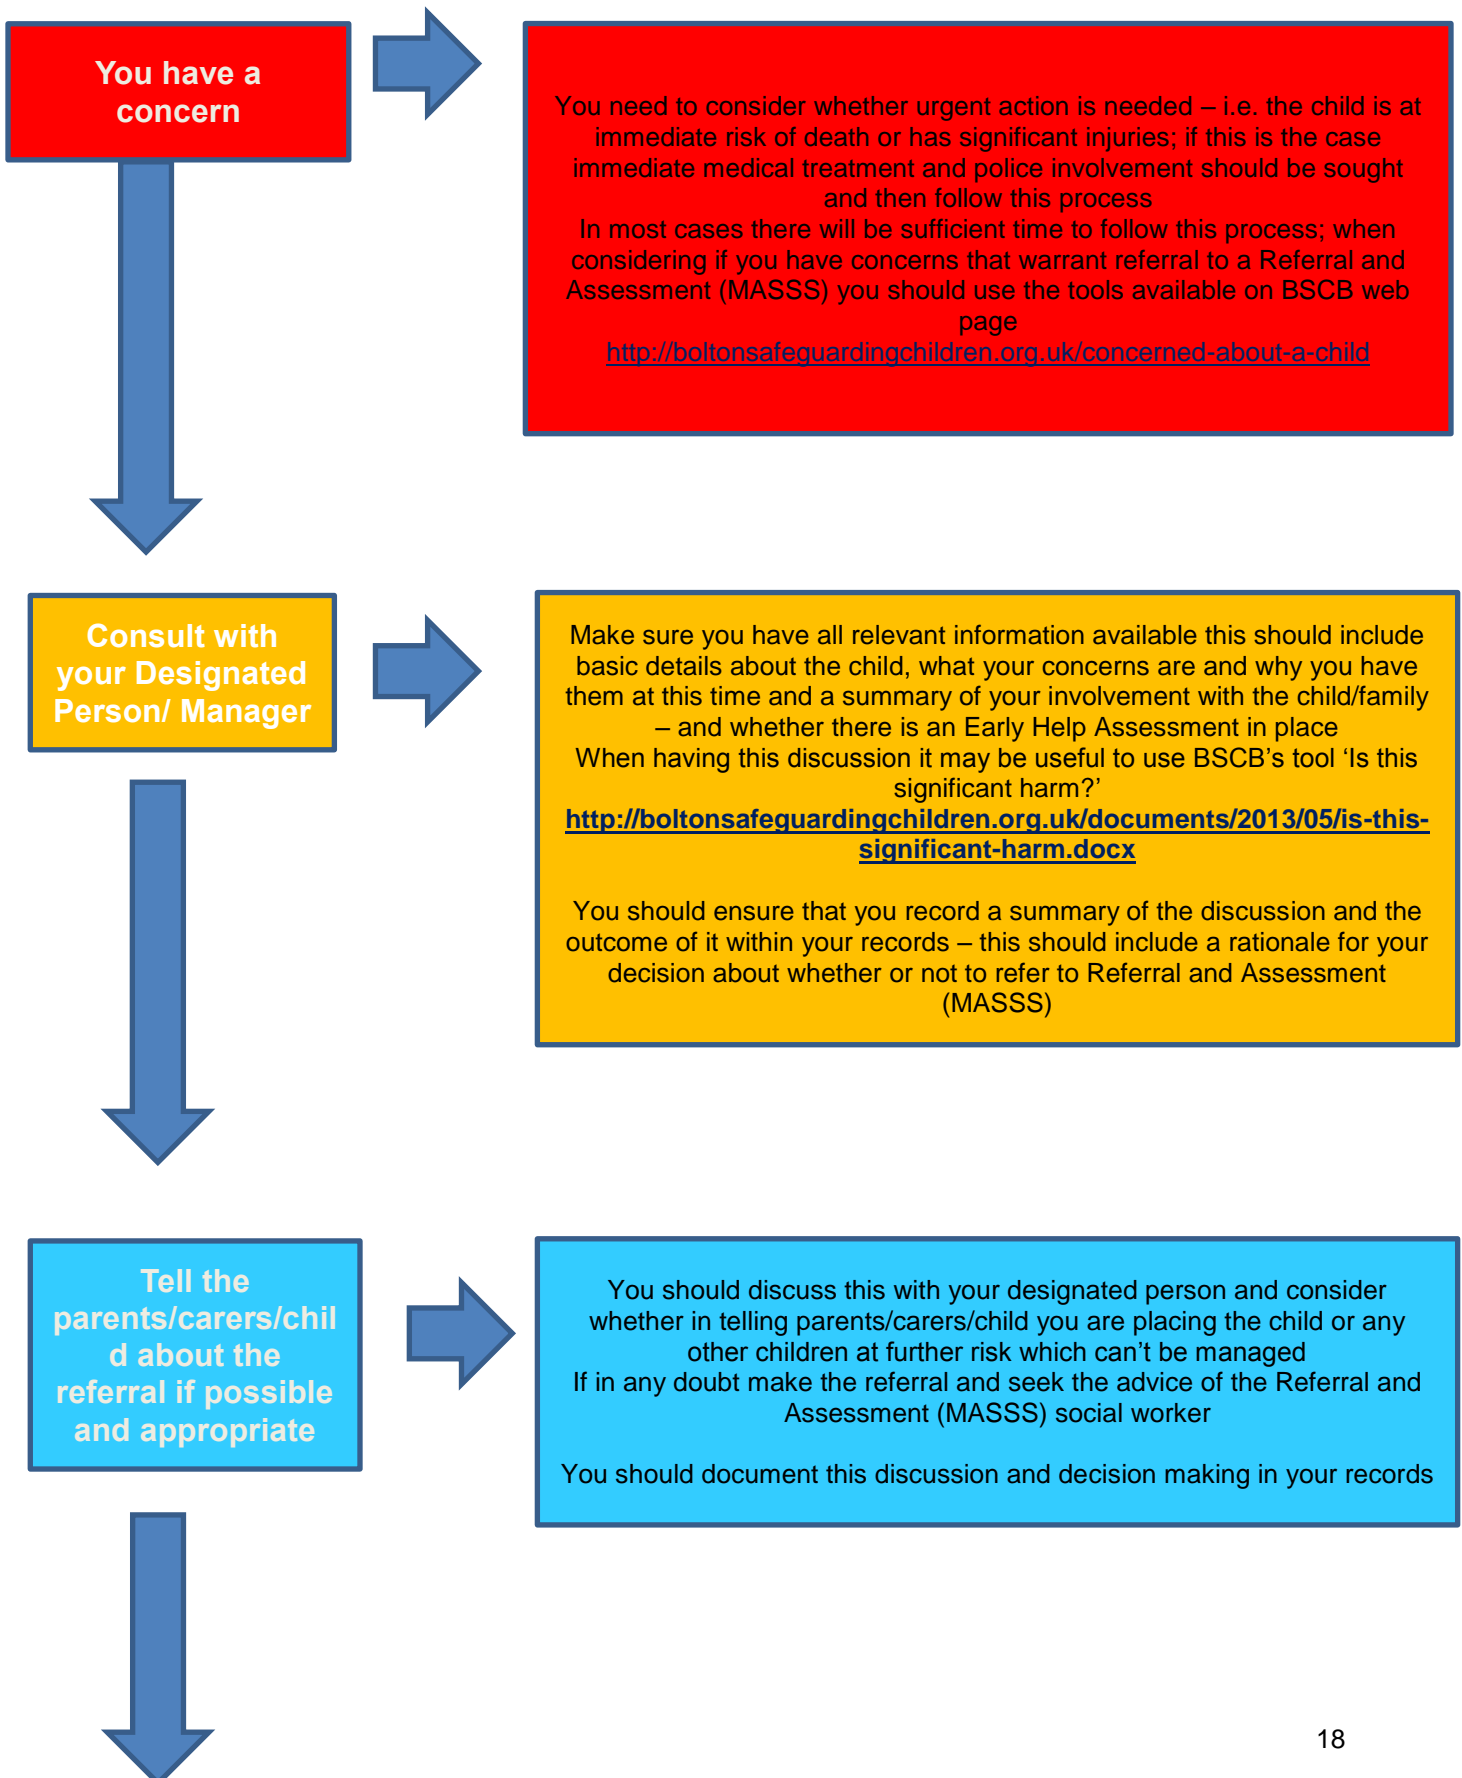 You have a
concern
You need to consider whether urgent action is needed – i.e. the child is at
immediate risk of death or has significant injuries; if this is the case
immediate medical treatment and police involvement should be sought
and then follow this process
In most cases there will be sufficient time to follow this process; when
considering if you have concerns that warrant referral to a Referral and
Assessment (MASSS) you should use the tools available on BSCB web
page
http://boltonsafeguardingchildren.org.uk/concerned-about-a-child
Consult with
your Designated
Person/ Manager
Make sure you have all relevant information available this should include
basic details about the child, what your concerns are and why you have
them at this time and a summary of your involvement with the child/family
– and whether there is an Early Help Assessment in place
When having this discussion it may be useful to use BSCB’s tool ‘Is this
significant harm?’
http://boltonsafeguardingchildren.org.uk/documents/2013/05/is-this-
significant-harm.docx
You should ensure that you record a summary of the discussion and the
outcome of it within your records – this should include a rationale for your
decision about whether or not to refer to Referral and Assessment
(MASSS)
Tell the
parents/carers/chil
d about the
referral if possible
and appropriate
You should discuss this with your designated person and consider
whether in telling parents/carers/child you are placing the child or any
other children at further risk which can’t be managed
If in any doubt make the referral and seek the advice of the Referral and
Assessment (MASSS) social worker
You should document this discussion and decision making in your records
18